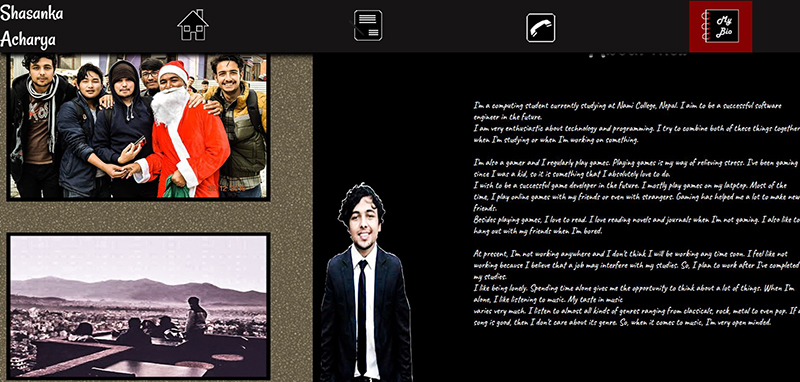 Shasanka
Acharya
My
Bio
I'm a computing student currently studying at Nami College, Nepal. I aim to be a successful software
engineer in the future.
I am very enthusiastic about technology and programming. I try to combine both of these things together
when I'm studying or when I'm working on something.
I'm also a gamer and I regularly play games. Playing games is my way of relieving stress. I've been gaming
since I was a kid, so it is something that I absolutely love to do.
I wish to be a successful game developer in the future. I mostly play games on my latptop. Most of the
time, I play online games with my friends or even with strangers. Gaming has helped me a lot to make new
friends.
Besides playing games, I love to read. I love reading novels and journals when I'm not gaming. I also like to
hang out with my friends when I'm bored.
At present, I'm not working anywhere and I don't think I will be working any time soon. I feel like not
working because I believe that a job may interfere with my studies. So, I plan to work after I've completed
my studies.
I like being lonely. Spending time alone gives me the opportunity to think about a lot of things. When I'm
alone, I like listening to music. My taste in music
varies very much. I listen to almost all kinds of genres ranging from classicals, rock, metal to even pop. If a
song is good, then I don't care about its genre. So, when it comes to music, I'm very open minded.